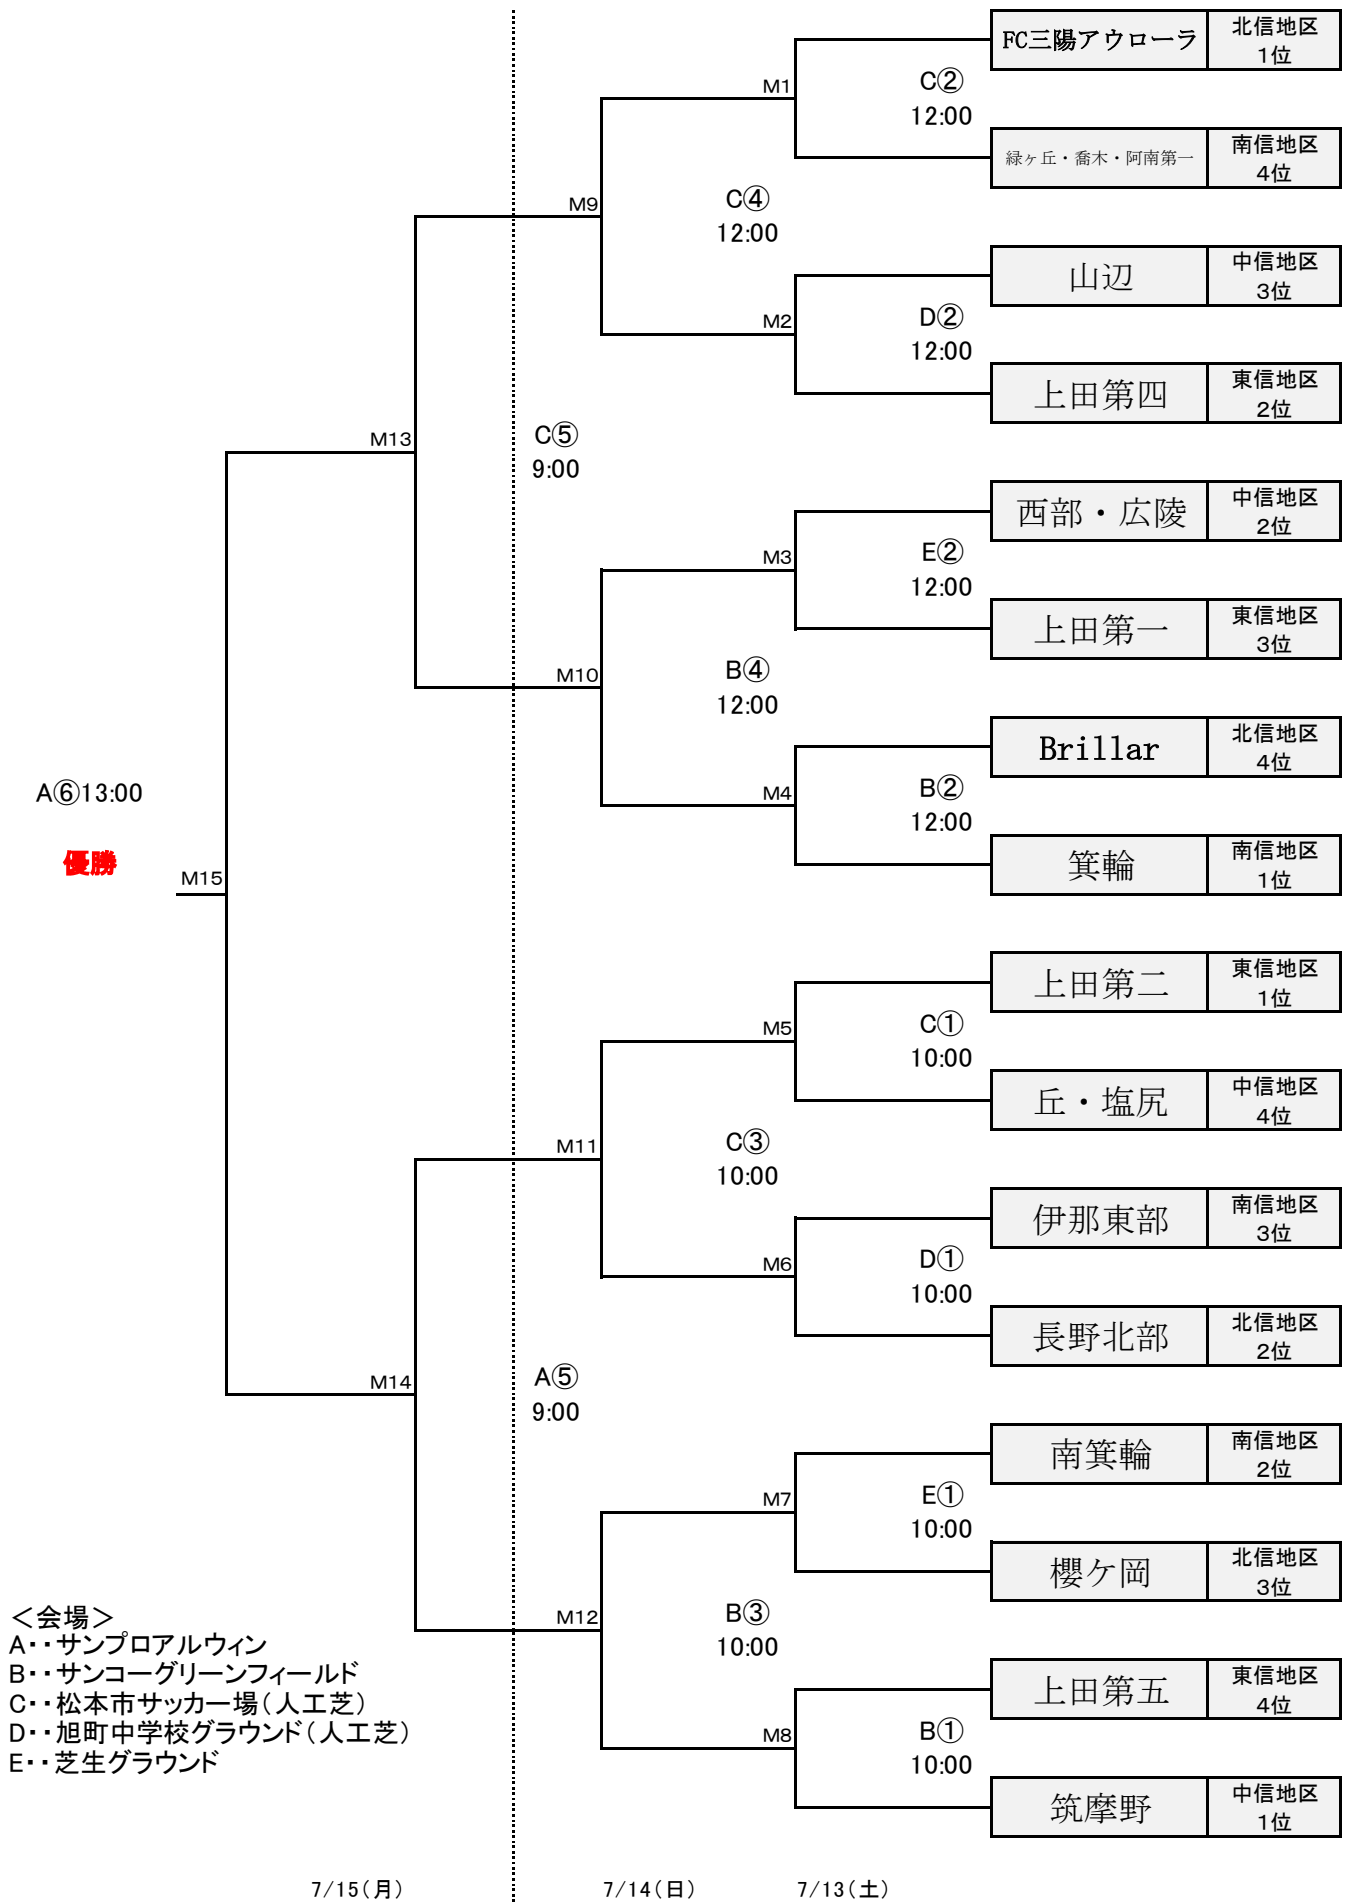 FC三陽アウローラ
北信地区
1位
M1
C②
12:00
緑ヶ丘・喬木・阿南第一
南信地区
4位
M9
C④
12:00
山辺
中信地区
3位
M2
D②
12:00
上田第四
東信地区
2位
M13
C⑤
9:00
西部・広陵
中信地区
2位
M3
E②
12:00
上田第一
東信地区
3位
M10
B④
12:00
Brillar
北信地区
4位
A⑥13:00
M4
B②
12:00
優勝
M15
箕輪
南信地区
1位
上田第二
東信地区
1位
M5
C①
10:00
丘・塩尻
中信地区
4位
M11
C③
10:00
伊那東部
南信地区
3位
M6
D①
10:00
長野北部
北信地区
2位
M14
A⑤
9:00
南箕輪
南信地区
2位
M7
E①
10:00
櫻ケ岡
北信地区
3位
M12
B③
10:00
上田第五
東信地区
4位
M8
B①
10:00
筑摩野
中信地区
1位
＜会場＞
A・・サンプロアルウィン
B・・サンコーグリーンフィールド
C・・松本市サッカー場（人工芝）
D・・旭町中学校グラウンド（人工芝）
E・・芝生グラウンド
7/15（月）
7/14（日）
7/13（土）